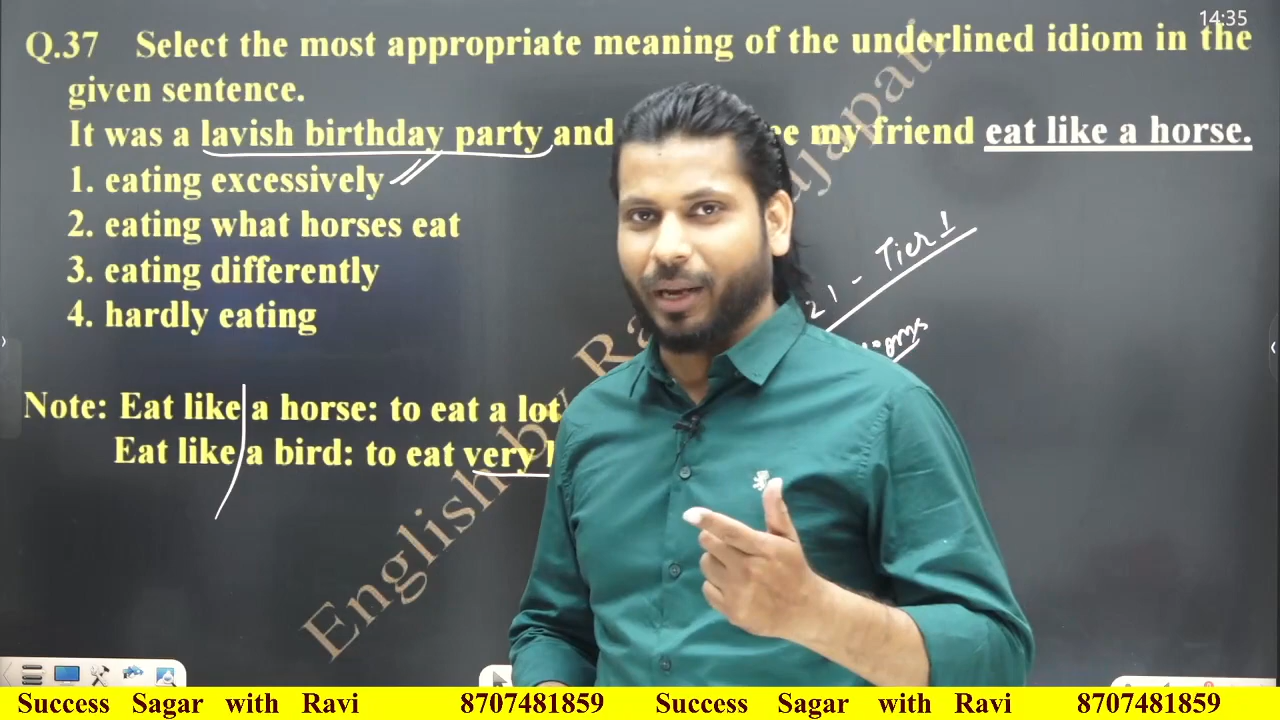 14:35
Q.37 Select the most appropriate meaning of the underlined idiom in the
given sentence.
It was a lavish birthday party and my friend eat like a horse.
1. eating excessively
2. eating what horses eat
3. eating differently
4. hardly eating
21 - Tier 1
Note: Eat like a horse: to eat a lot
Eat like a bird: to eat very
English by
Success Sagar with Ravi 8707481859 Success Sagar with Ravi 8707481859